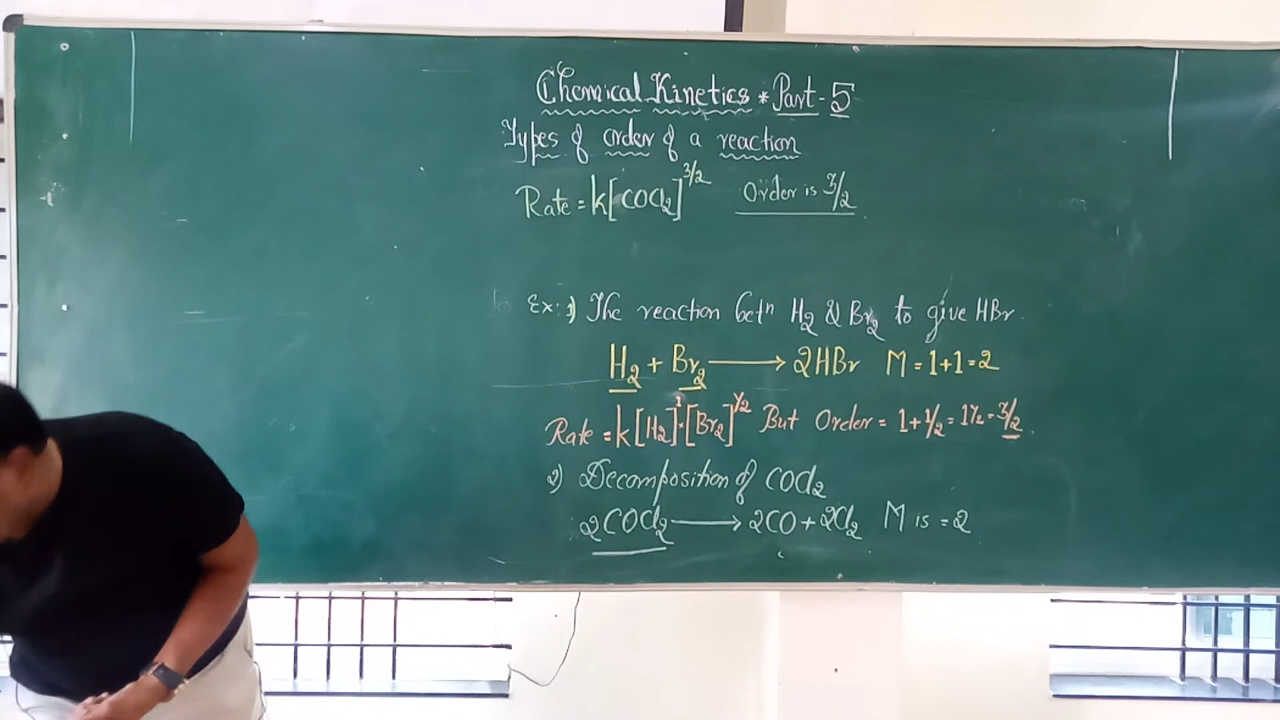 Chemical Kinetics * Part - 5
Types of order of a reaction
Rate = k[COCl₂]^3/2 Order is 3/2
Ex: 1) The reaction betⁿ H₂ & Br₂ to give HBr.
H₂ + Br₂ ⟶ 2HBr M = 1+1 = 2
Rate = k[H₂]¹·[Br₂]^1/2 But Order = 1+1/2 = 1½ = 3/2
2) Decomposition of COCl₂
2COCl₂ ⟶ 2CO + 2Cl₂ M is = 2